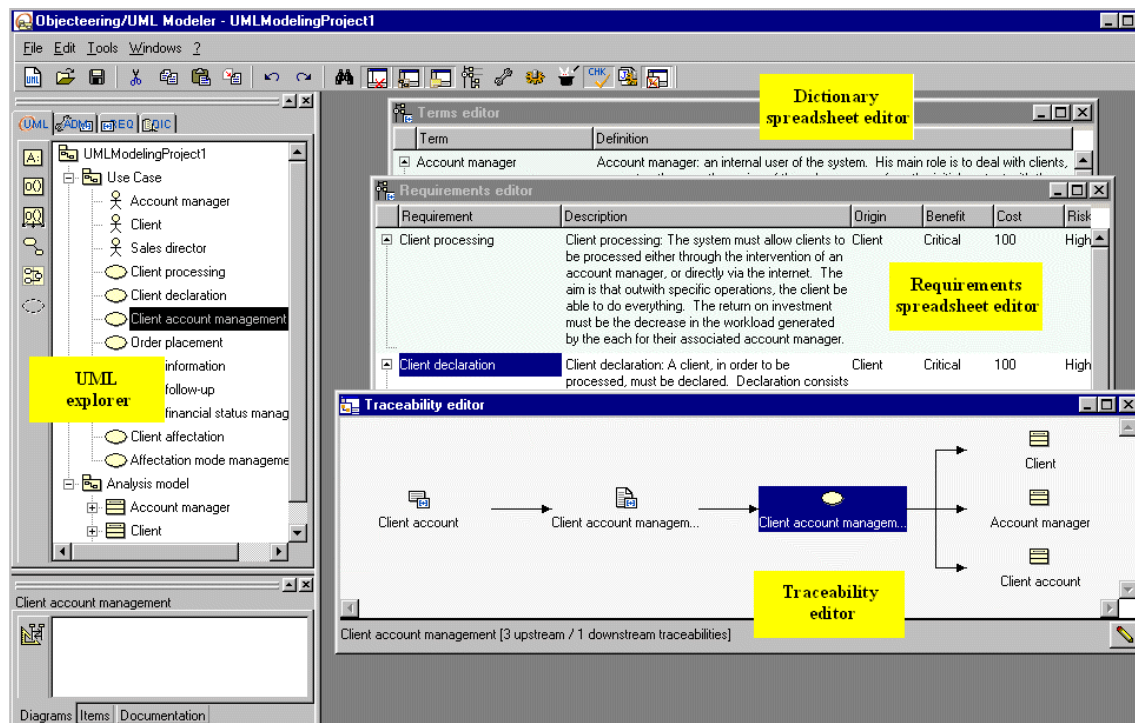 Objecteering/UML Modeler - UMLModelingProject1
File Edit Tools Windows ?
UML
CHK
UML ADM REQ DIC
UMLModelingProject1
Use Case
Account manager
Client
Sales director
Client processing
Client declaration
Client account management
Order placement
information
follow-up
financial status manag
Client affectation
Affectation mode manageme
Analysis model
Account manager
Client
UML
explorer
Client account management
Diagrams Items Documentation
Dictionary
spreadsheet editor
Terms editor
Term Definition
Account manager Account manager: an internal user of the system. His main role is to deal with clients,
Requirements editor
Requirement Description Origin Benefit Cost Risk
Client processing Client processing: The system must allow clients to Client Critical 100 High
be processed either through the intervention of an
account manager, or directly via the internet. The
aim is that outwith specific operations, the client be
able to do everything. The return on investment
must be the decrease in the workload generated
by the each for their associated account manager.
Requirements
spreadsheet editor
Client declaration Client declaration: A client, in order to be Client Critical 100 High
processed, must be declared. Declaration consists
Traceability editor
Client account
Client account managem...
Client account managem...
Client
Account manager
Client account
Traceability
editor
Client account management [3 upstream / 1 downstream traceabilities]